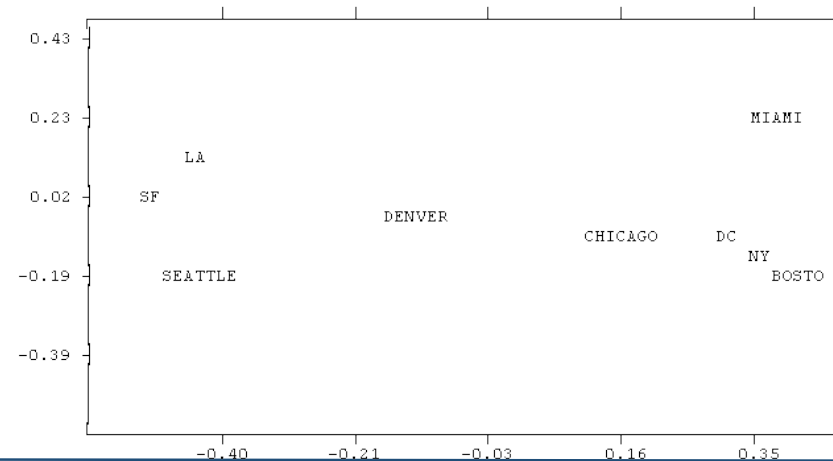 0.43
0.23 MIAMI
LA
0.02 SF
DENVER
CHICAGO DC
NY
-0.19 SEATTLE BOSTO
-0.39
-0.40 -0.21 -0.03 0.16 0.35